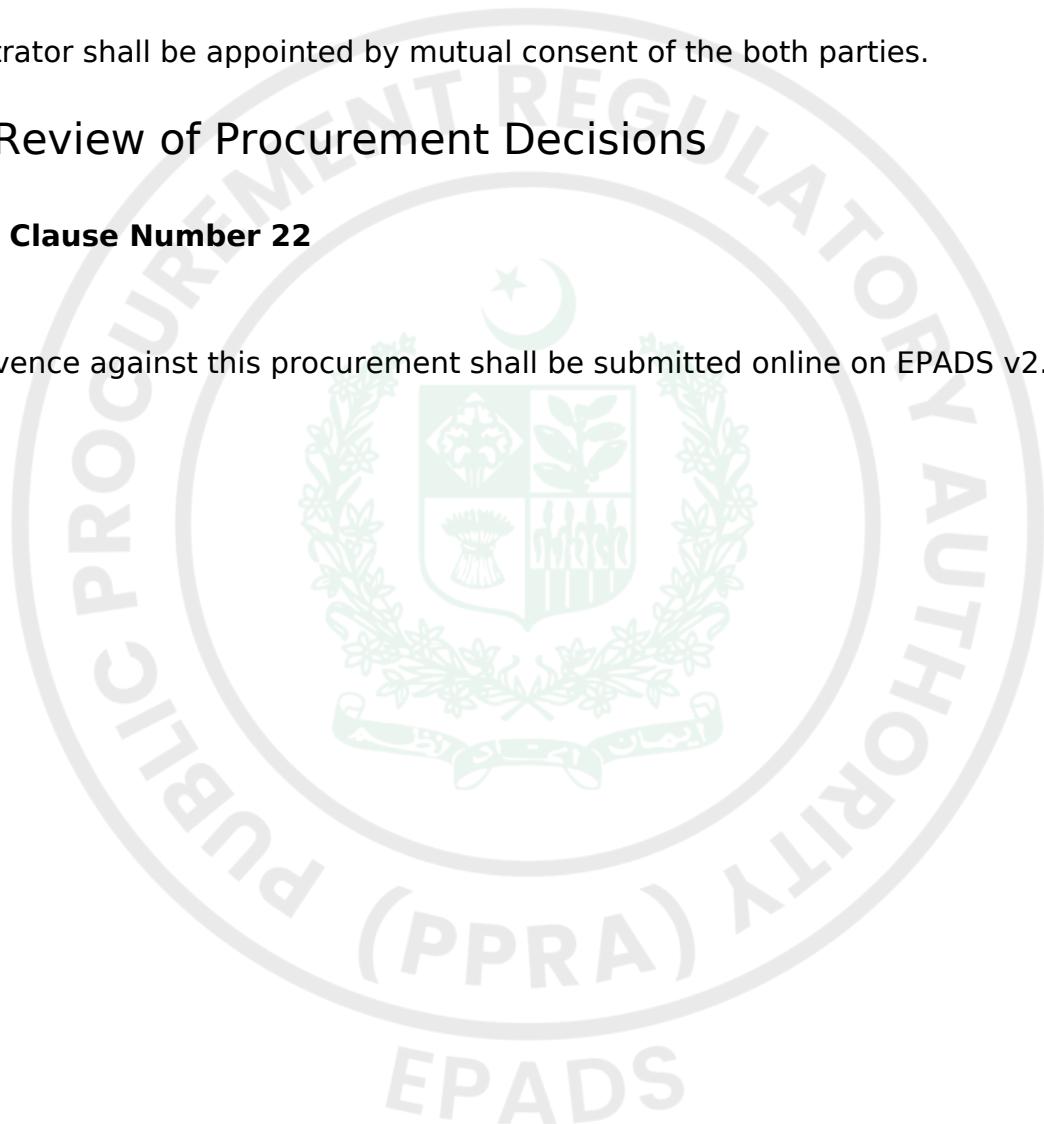 trator shall be appointed by mutual consent of the both parties.
Review of Procurement Decisions
Clause Number 22
vence against this procurement shall be submitted online on EPADS v2.
PUBLIC PROCUREMENT REGULATORY AUTHORITY
(PPRA)
EPADS